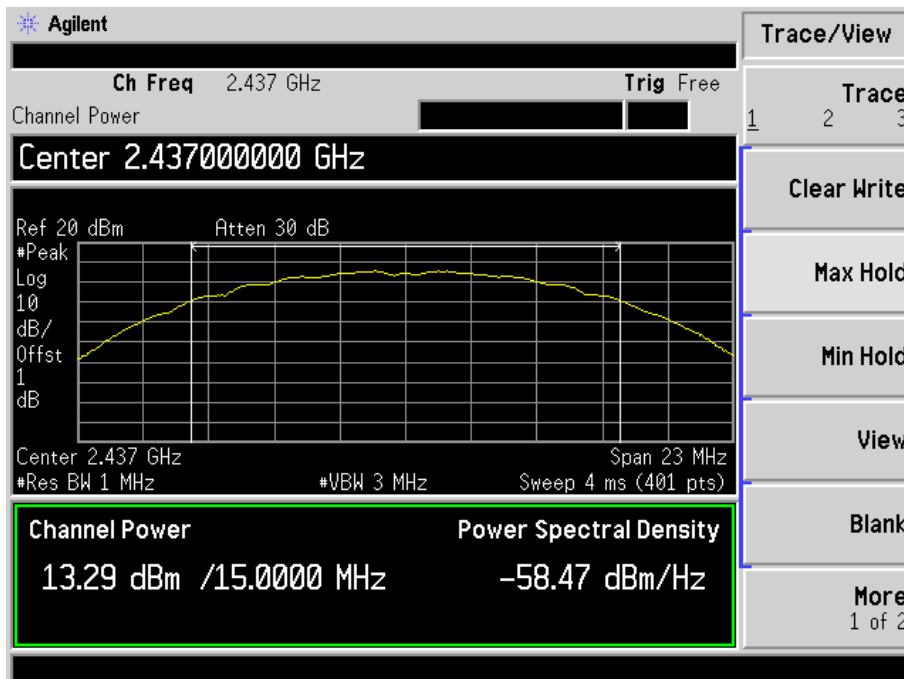 Agilent
Ch Freq 2.437 GHz Trig Free
Channel Power
Center 2.437000000 GHz
Ref 20 dBm Atten 30 dB
#Peak
Log
10
dB/
Offst
1
dB
Center 2.437 GHz Span 23 MHz
#Res BW 1 MHz #VBW 3 MHz Sweep 4 ms (401 pts)
Channel Power Power Spectral Density
13.29 dBm /15.0000 MHz -58.47 dBm/Hz
Trace/View
Trace
1 2 3
Clear Write
Max Hold
Min Hold
View
Blank
More
1 of 2